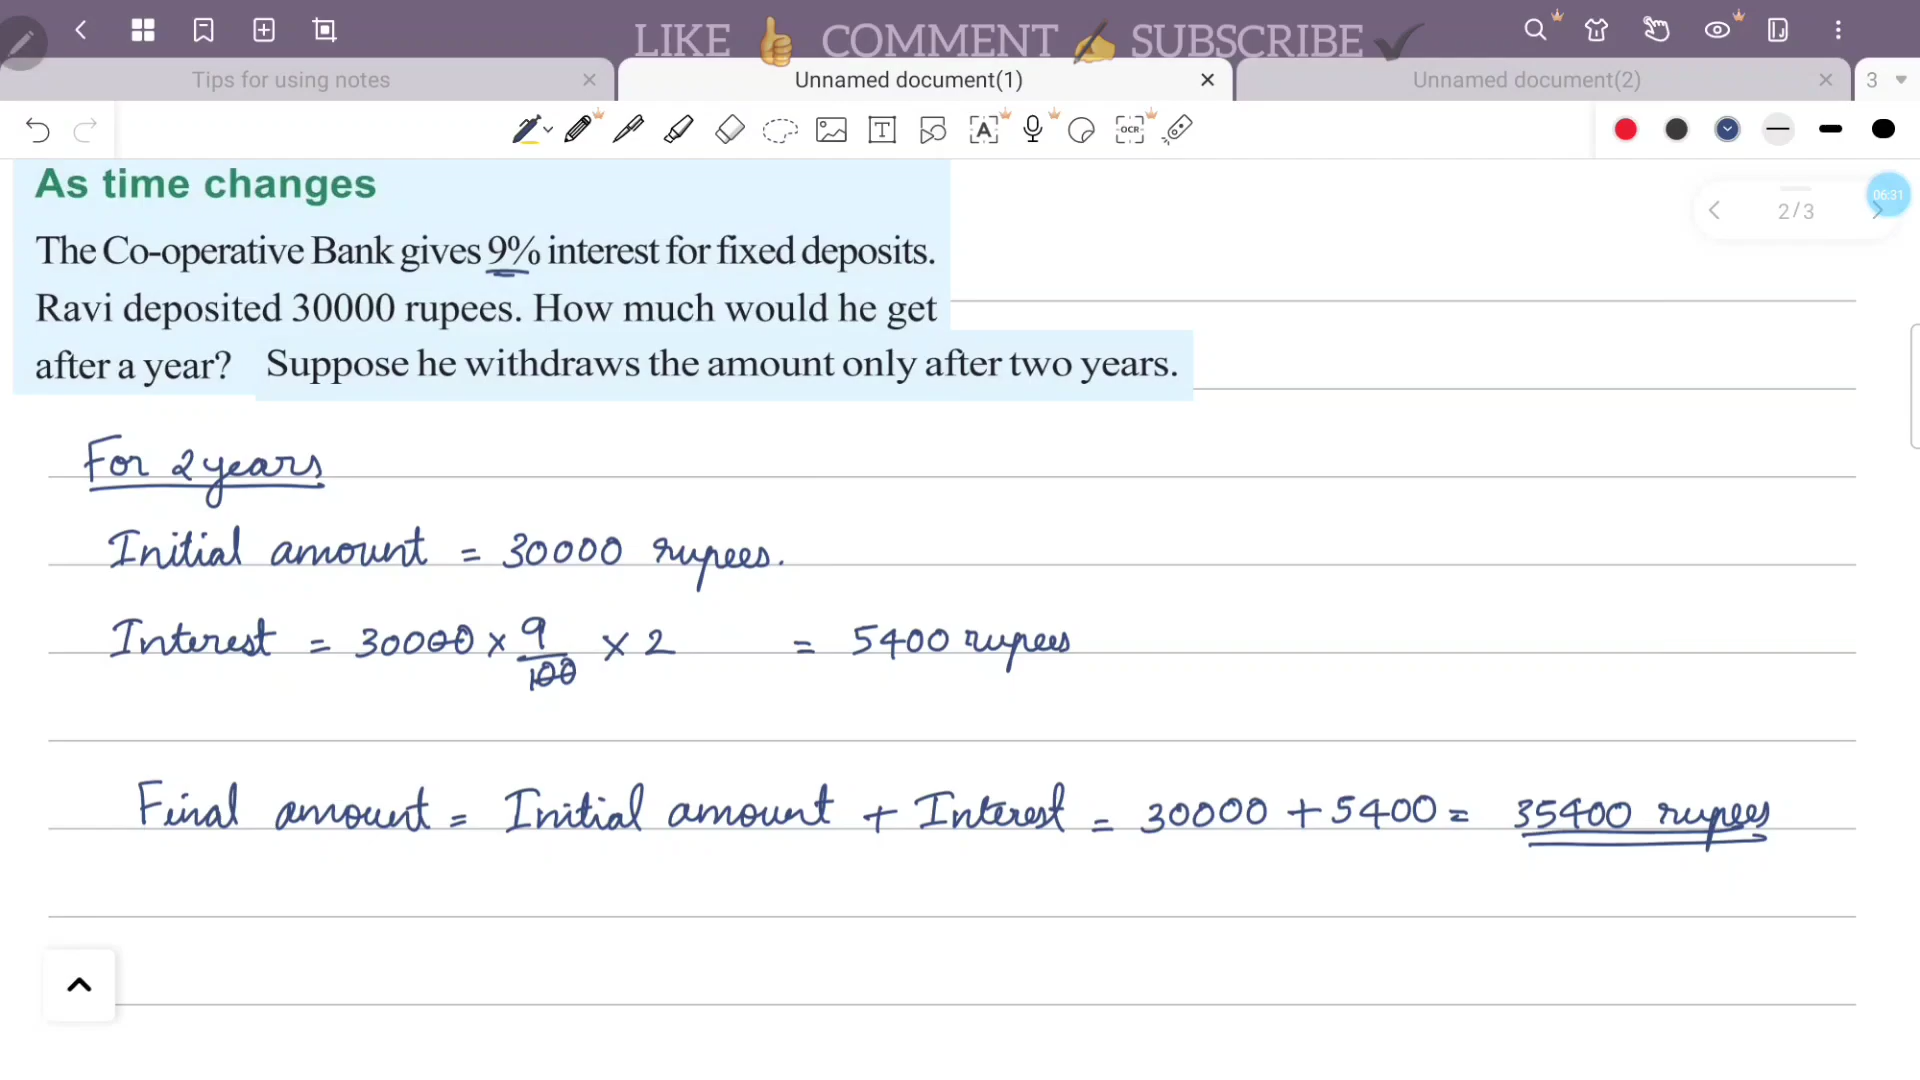 LIKE 👍 COMMENT ✍ SUBSCRIBE ✔
Tips for using notes
Unnamed document(1)
Unnamed document(2)
3
T
A
OCR
As time changes
The Co-operative Bank gives 9% interest for fixed deposits.
Ravi deposited 30000 rupees. How much would he get
after a year? Suppose he withdraws the amount only after two years.
2/3
06:31
For 2 years
Initial amount = 30000 rupees.
Interest = 30000 × 9/100 × 2 = 5400 rupees
Final amount = Initial amount + Interest = 30000 + 5400 = 35400 rupees